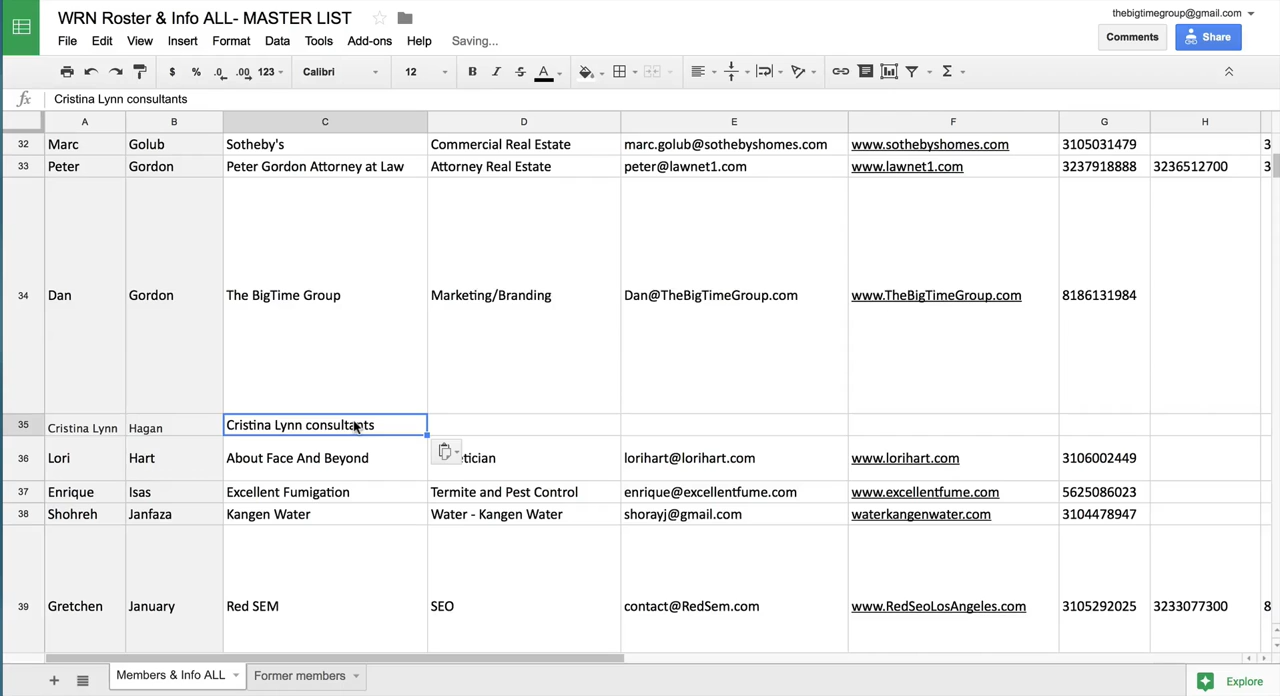 WRN Roster & Info ALL- MASTER LIST
thebigtimegroup@gmail.com
File Edit View Insert Format Data Tools Add-ons Help Saving...
Comments Share
$ % .0 .00 123 Calibri 12 B I S A Σ
fx Cristina Lynn consultants
A B C D E F G H
32 Marc Golub Sotheby's Commercial Real Estate marc.golub@sothebyshomes.com www.sothebyshomes.com 3105031479 3
33 Peter Gordon Peter Gordon Attorney at Law Attorney Real Estate peter@lawnet1.com www.lawnet1.com 3237918888 3236512700 3
34 Dan Gordon The BigTime Group Marketing/Branding Dan@TheBigTimeGroup.com www.TheBigTimeGroup.com 8186131984
35 Cristina Lynn Hagan Cristina Lynn consultants
36 Lori Hart About Face And Beyond tician lorihart@lorihart.com www.lorihart.com 3106002449
37 Enrique Isas Excellent Fumigation Termite and Pest Control enrique@excellentfume.com www.excellentfume.com 5625086023
38 Shohreh Janfaza Kangen Water Water - Kangen Water shorayj@gmail.com waterkangenwater.com 3104478947
39 Gretchen January Red SEM SEO contact@RedSem.com www.RedSeoLosAngeles.com 3105292025 3233077300 8
+ Members & Info ALL Former members Explore